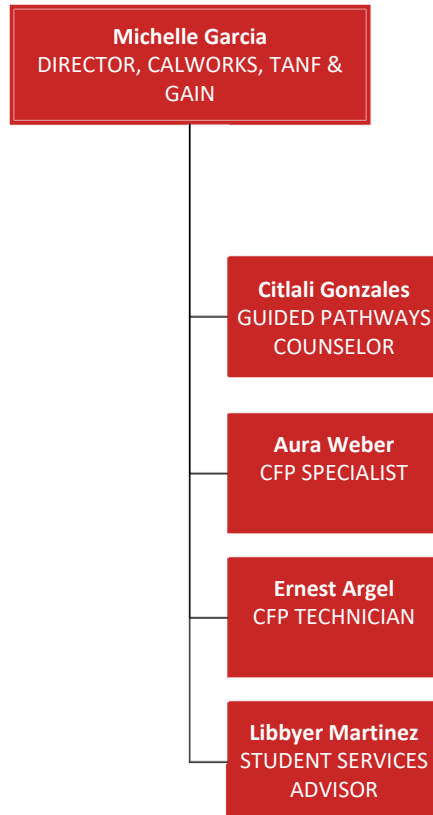 Michelle Garcia
DIRECTOR, CALWORKS, TANF &
GAIN
Citlali Gonzales
GUIDED PATHWAYS
COUNSELOR
Aura Weber
CFP SPECIALIST
Ernest Argel
CFP TECHNICIAN
Libbyer Martinez
STUDENT SERVICES
ADVISOR